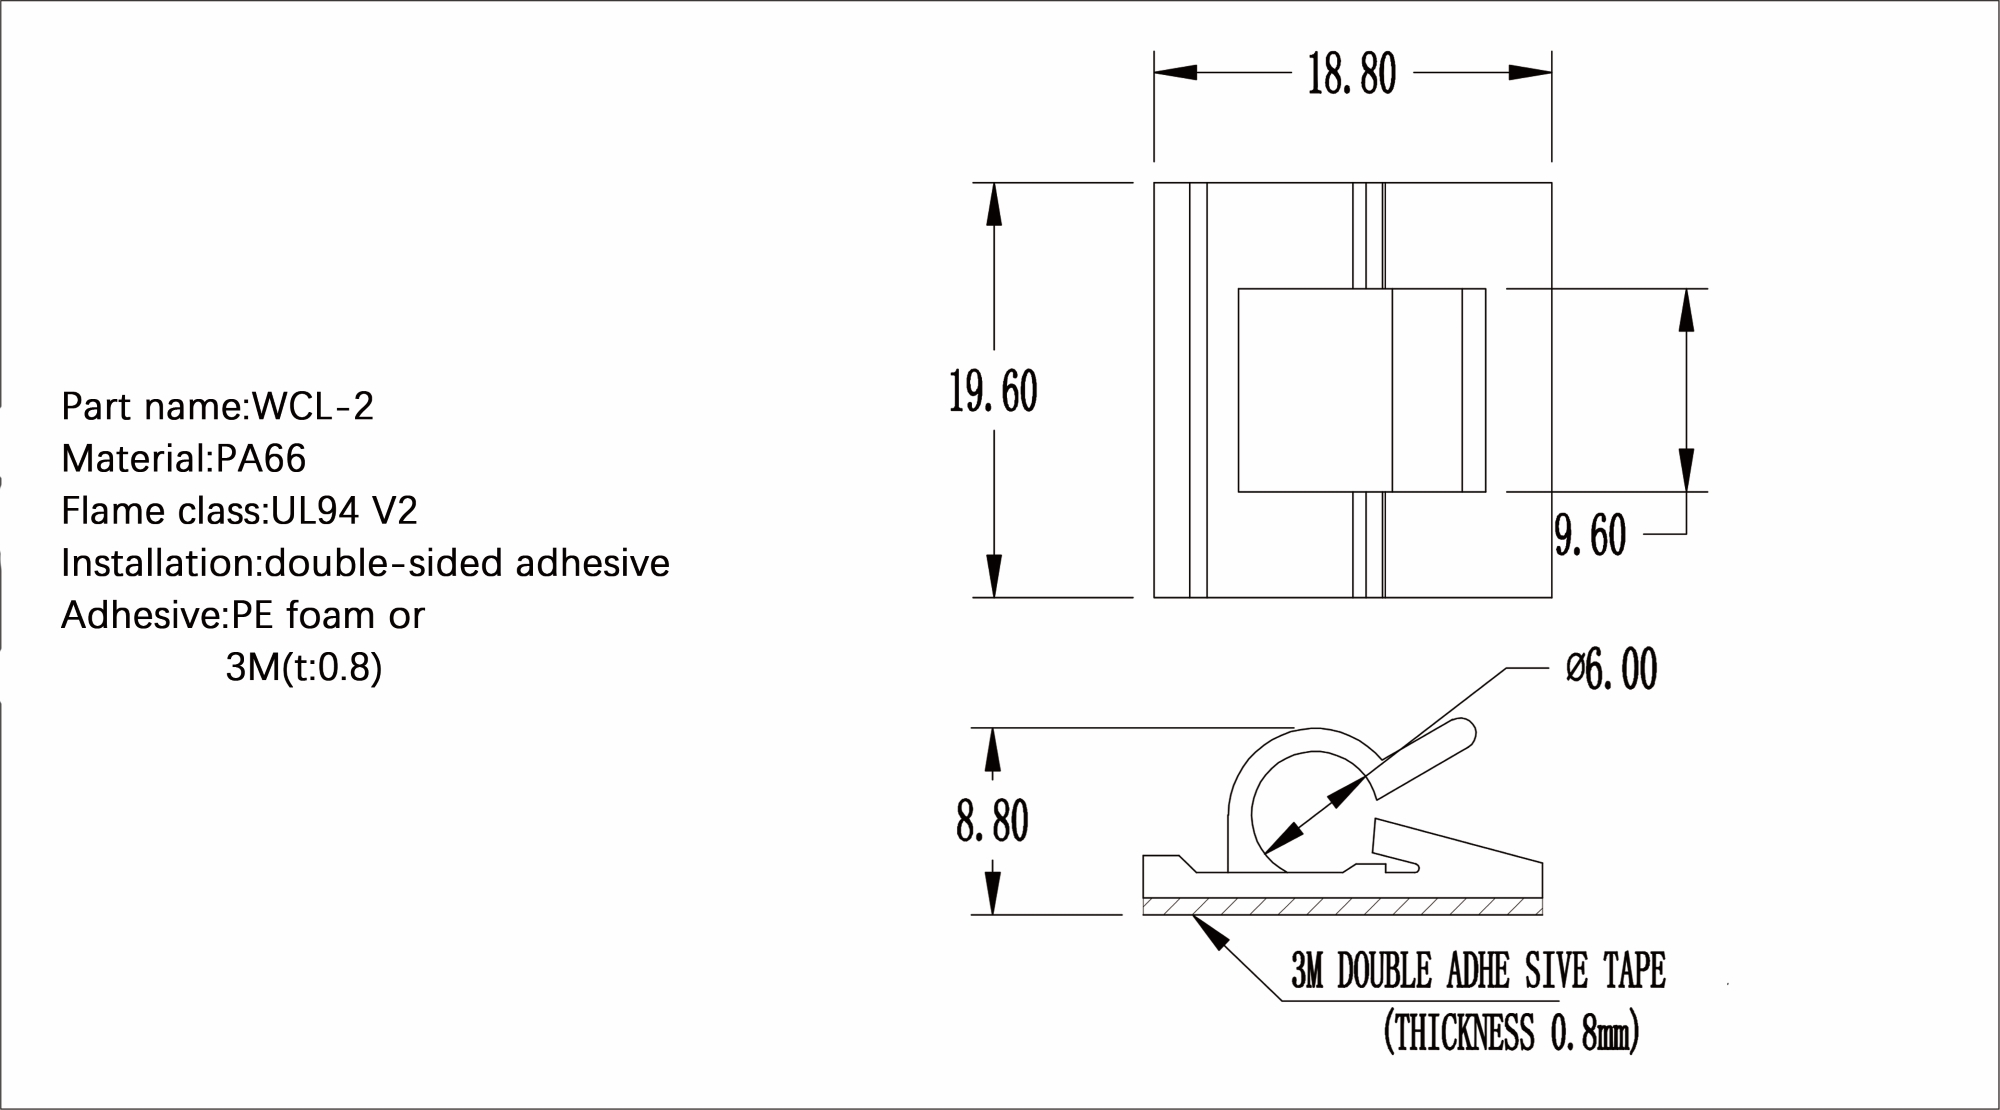 Part name:WCL-2
Material:PA66
Flame class:UL94 V2
Installation:double-sided adhesive
Adhesive:PE foam or
3M(t:0.8)
18.80
19.60
9.60
ø6.00
8.80
3M DOUBLE ADHE SIVE TAPE
(THICKNESS 0.8mm)